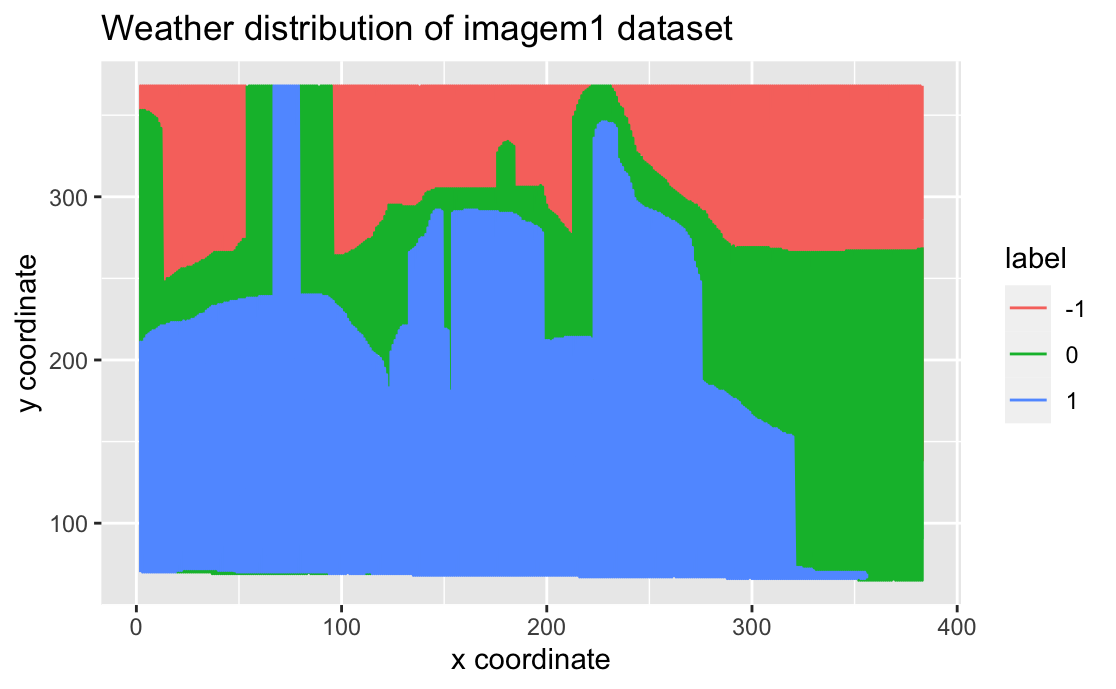 Weather distribution of imagem1 dataset
300
200
100
y coordinate
0 100 200 300 400
x coordinate
label
-1
0
1